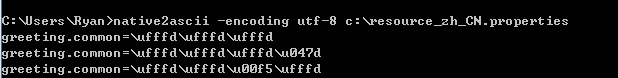 C:\Users\Ryan>native2ascii -encoding utf-8 c:\resource_zh_CN.properties
greeting.common=\ufffd\ufffd\ufffd
greeting.common=\ufffd\ufffd\ufffd\u047d
greeting.common=\ufffd\ufffd\u00f5\ufffd